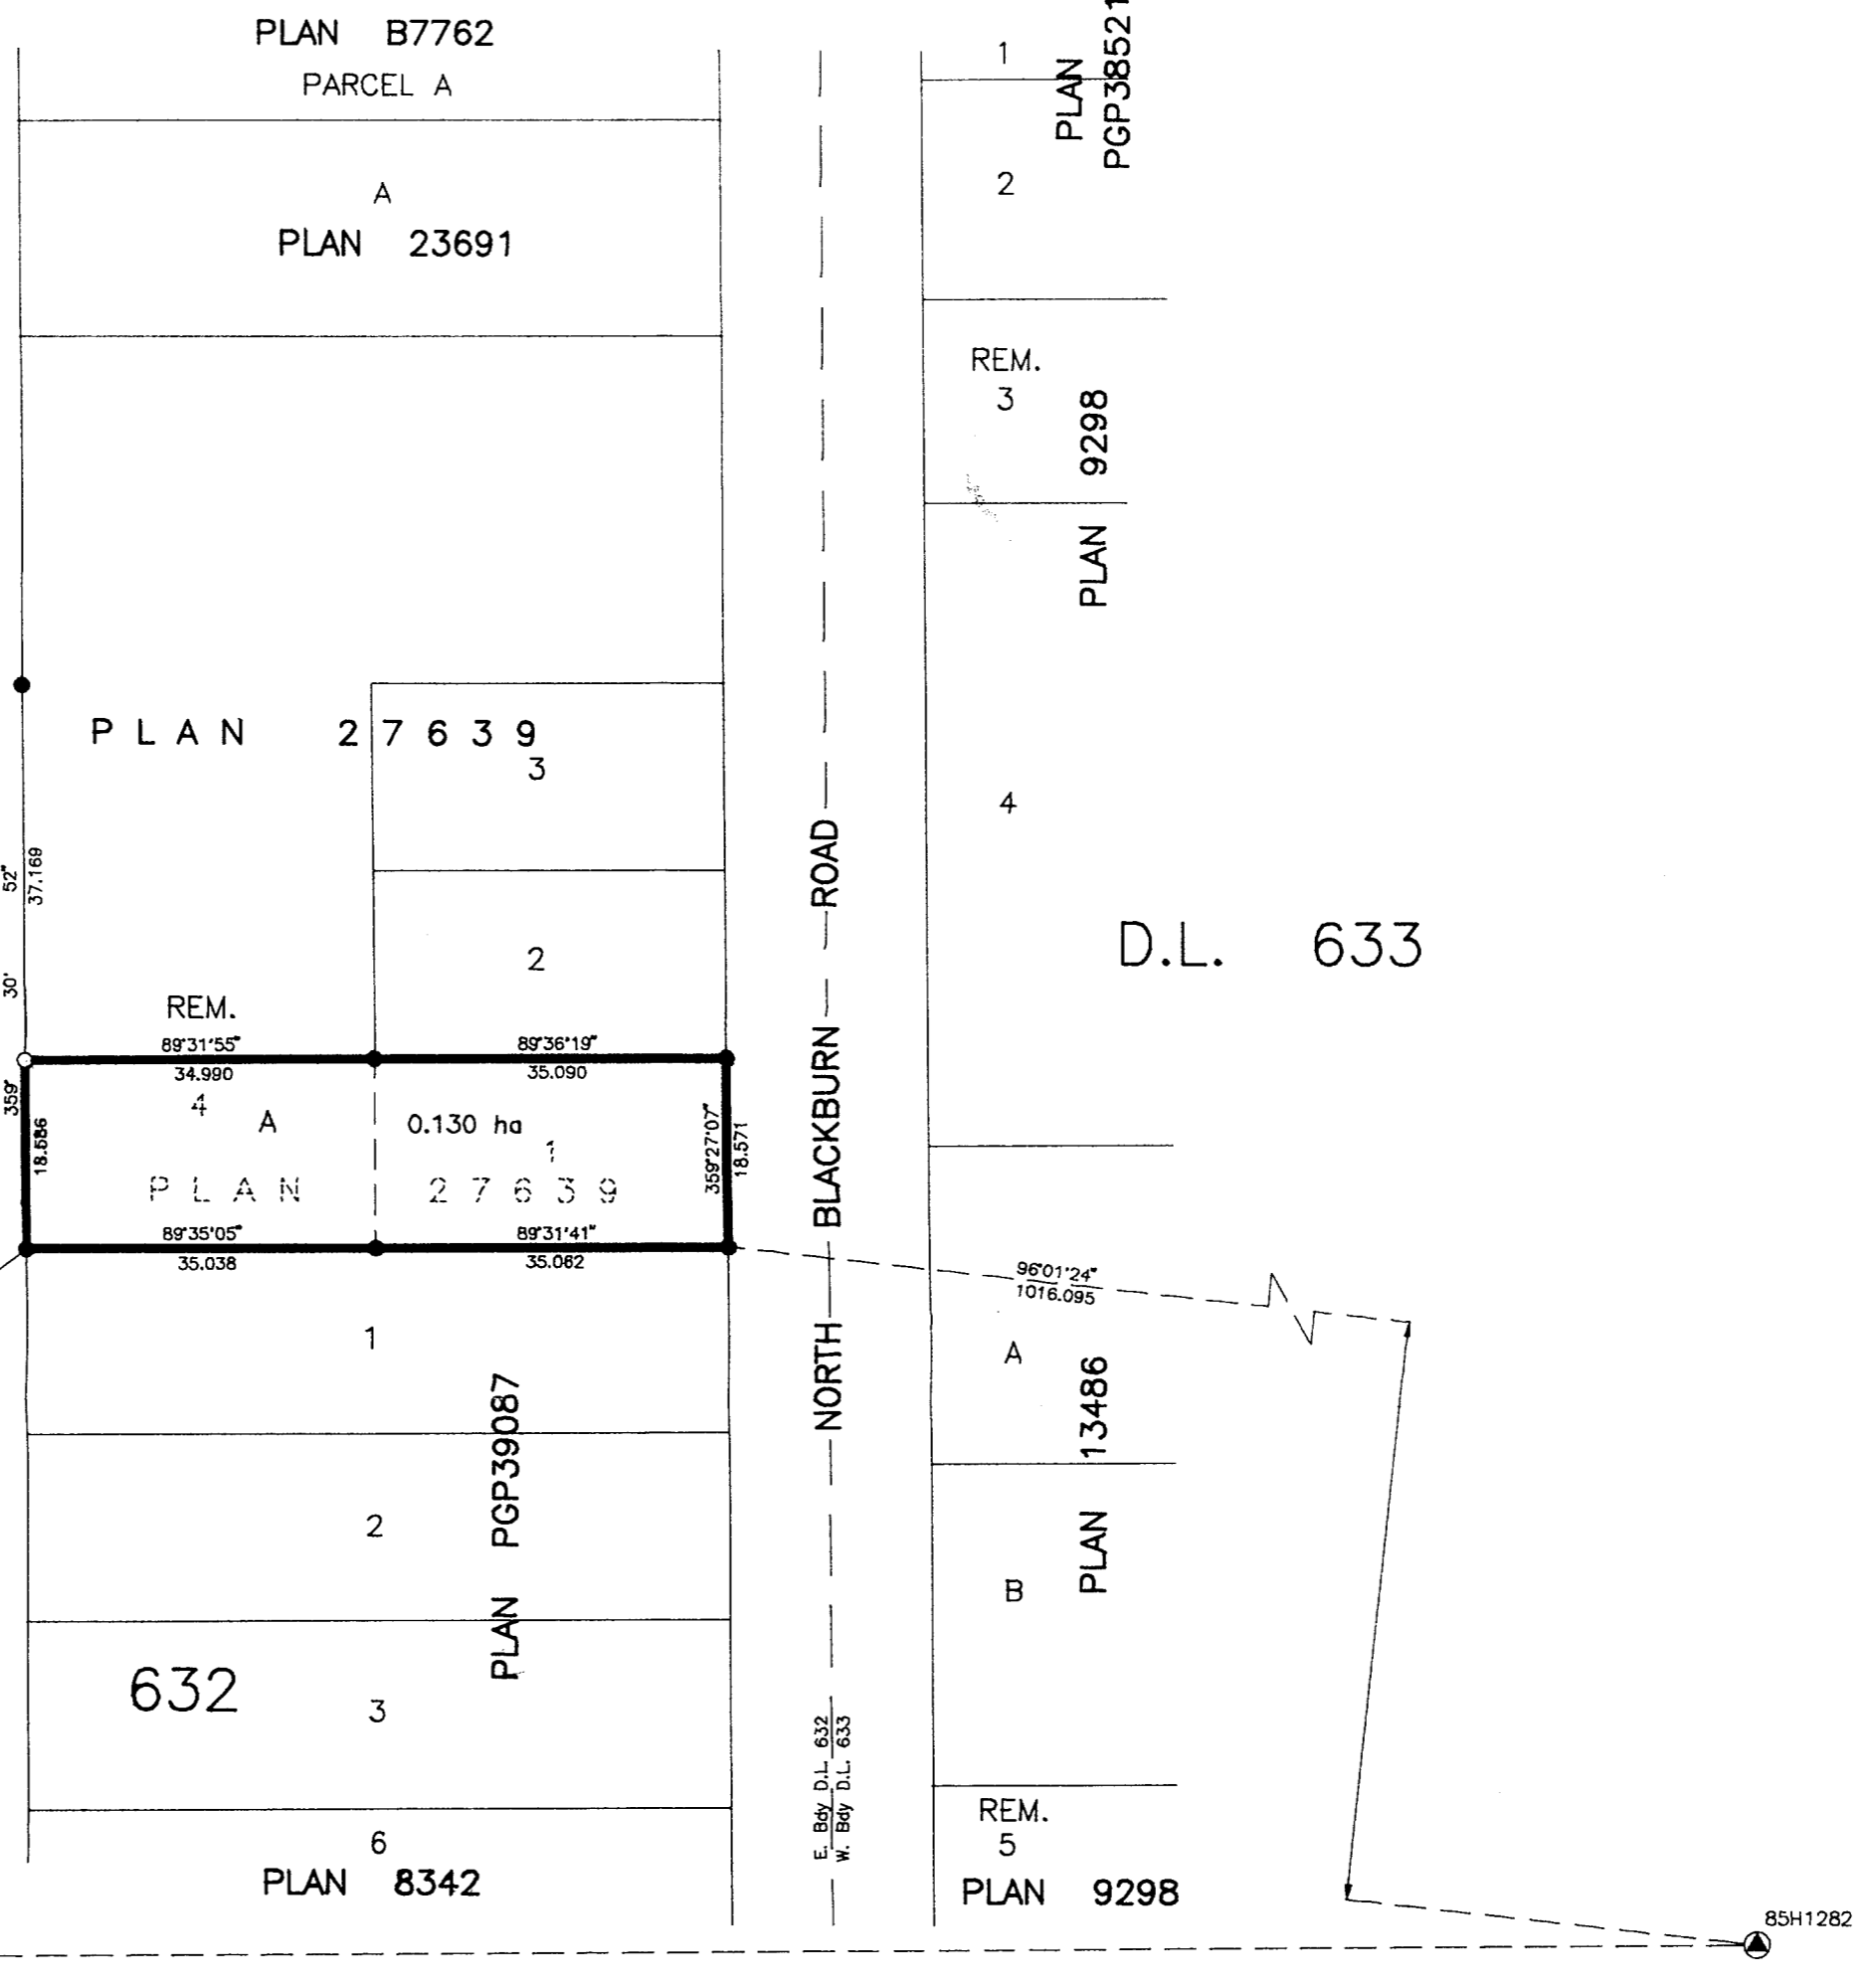 PLAN B7762
PARCEL A
A
PLAN 23691
1
PLAN
PGP38521
2
REM.
3
PLAN 9298
4
D.L. 633
PLAN 27639
3
2
52"
37.169
30'
359°
REM.
89°31'55"
34.990
89°36'19"
35.090
4
A
0.130 ha
1
PLAN 27639
18.586
359°27'07"
18.571
89°35'05"
35.038
89°31'41"
35.062
NORTH BLACKBURN ROAD
96°01'24"
1016.095
1
PLAN PGP39087
2
632
3
6
PLAN 8342
E. Bdy D.L. 632
W. Bdy D.L. 633
A
PLAN 13486
B
REM.
5
PLAN 9298
85H1282